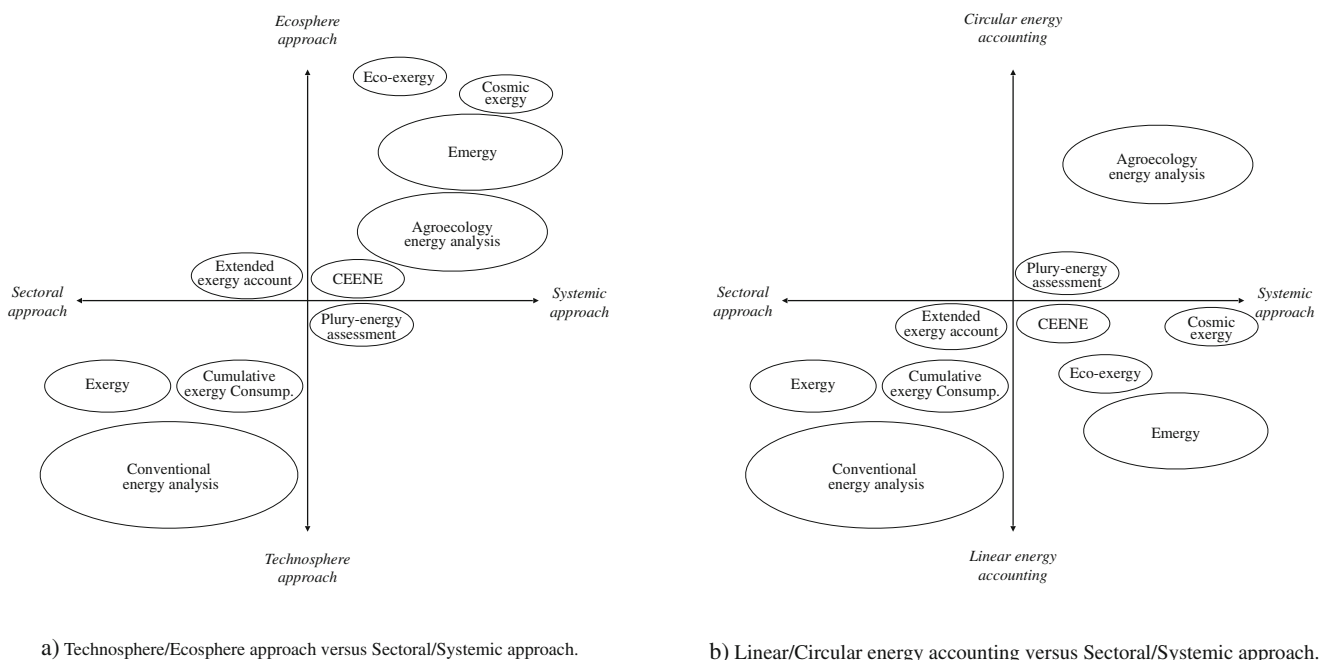 Ecosphere
approach
Eco-exergy
Cosmic
exergy
Emergy
Agroecology
energy analysis
Extended
exergy account
CEENE
Sectoral
approach
Systemic
approach
Plury-energy
assessment
Exergy
Cumulative
exergy Consump.
Conventional
energy analysis
Technosphere
approach
a) Technosphere/Ecosphere approach versus Sectoral/Systemic approach.
Circular energy
accounting
Agroecology
energy analysis
Plury-energy
assessment
Sectoral
approach
Systemic
approach
Extended
exergy account
CEENE
Cosmic
exergy
Exergy
Cumulative
exergy Consump.
Eco-exergy
Emergy
Conventional
energy analysis
Linear energy
accounting
b) Linear/Circular energy accounting versus Sectoral/Systemic approach.